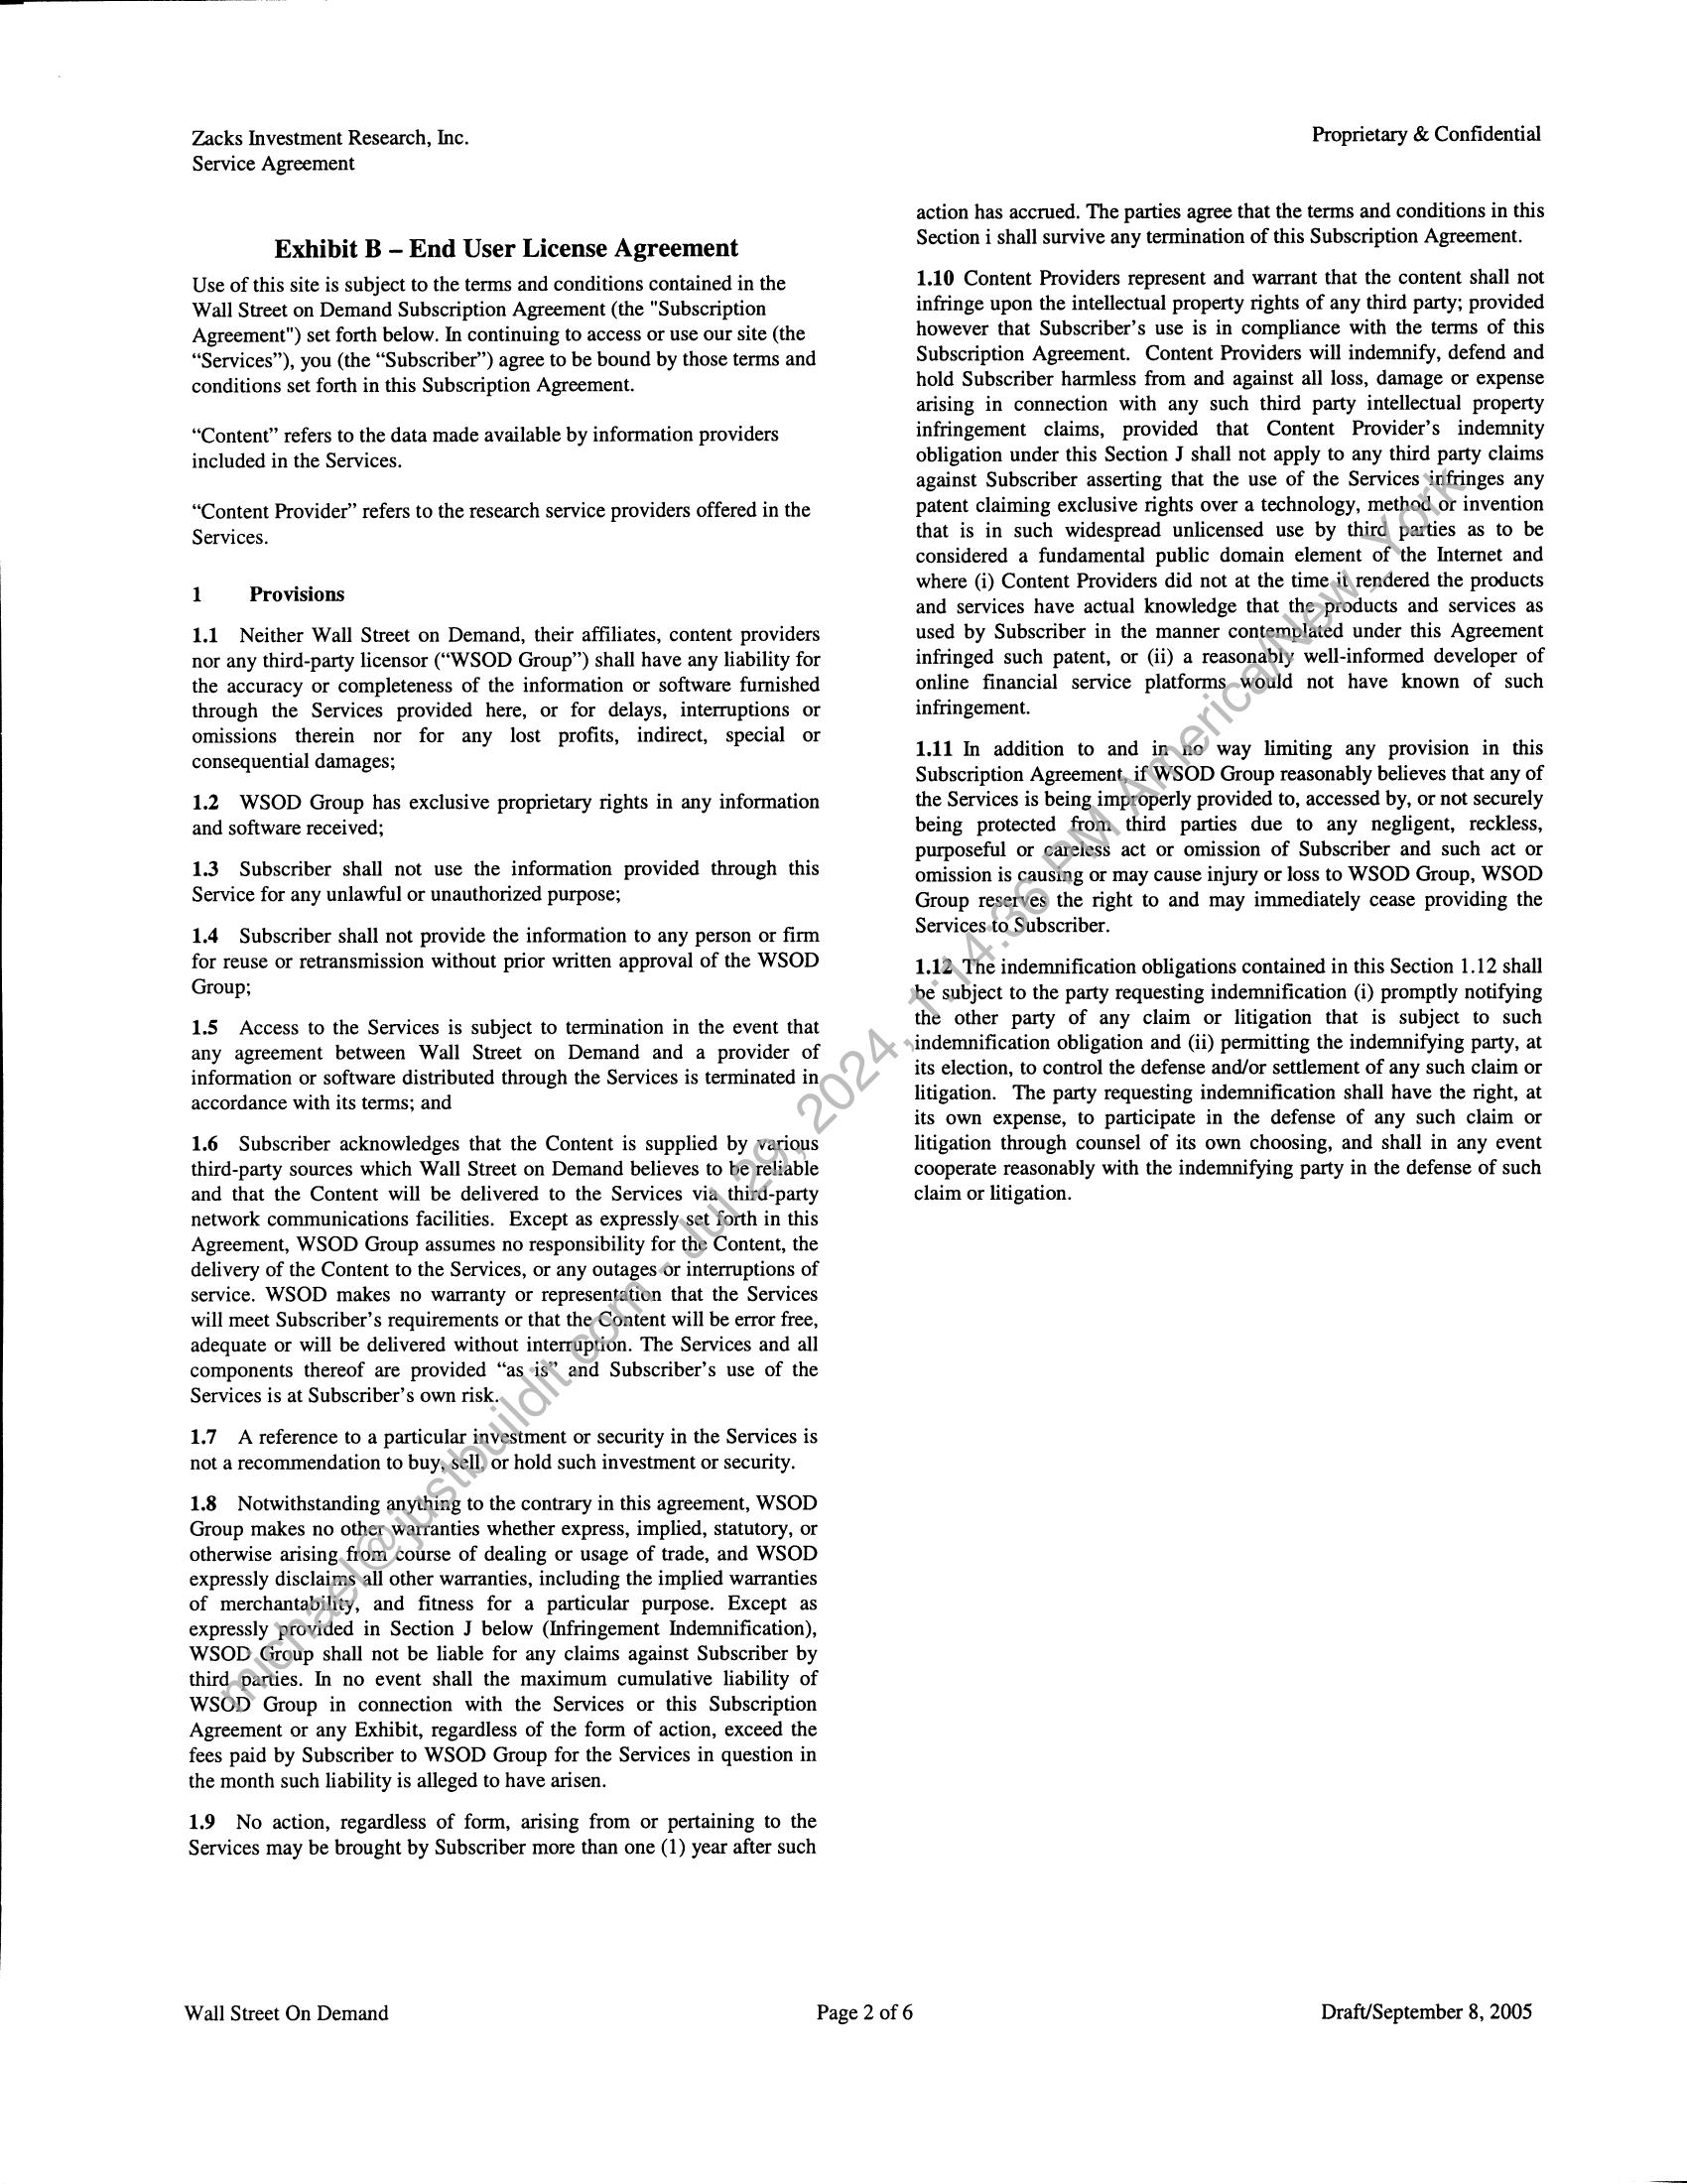 Zacks Investment Research, Inc.
Service Agreement
Proprietary & Confidential
Exhibit B – End User License Agreement
Use of this site is subject to the terms and conditions contained in the
Wall Street on Demand Subscription Agreement (the "Subscription
Agreement") set forth below. In continuing to access or use our site (the
“Services”), you (the “Subscriber”) agree to be bound by those terms and
conditions set forth in this Subscription Agreement.
“Content” refers to the data made available by information providers
included in the Services.
“Content Provider” refers to the research service providers offered in the
Services.
1 Provisions
1.1 Neither Wall Street on Demand, their affiliates, content providers
nor any third-party licensor (“WSOD Group”) shall have any liability for
the accuracy or completeness of the information or software furnished
through the Services provided here, or for delays, interruptions or
omissions therein nor for any lost profits, indirect, special or
consequential damages;
1.2 WSOD Group has exclusive proprietary rights in any information
and software received;
1.3 Subscriber shall not use the information provided through this
Service for any unlawful or unauthorized purpose;
1.4 Subscriber shall not provide the information to any person or firm
for reuse or retransmission without prior written approval of the WSOD
Group;
1.5 Access to the Services is subject to termination in the event that
any agreement between Wall Street on Demand and a provider of
information or software distributed through the Services is terminated in
accordance with its terms; and
1.6 Subscriber acknowledges that the Content is supplied by various
third-party sources which Wall Street on Demand believes to be reliable
and that the Content will be delivered to the Services via third-party
network communications facilities. Except as expressly set forth in this
Agreement, WSOD Group assumes no responsibility for the Content, the
delivery of the Content to the Services, or any outages or interruptions of
service. WSOD makes no warranty or representation that the Services
will meet Subscriber’s requirements or that the Content will be error free,
adequate or will be delivered without interruption. The Services and all
components thereof are provided “as is” and Subscriber’s use of the
Services is at Subscriber’s own risk.
1.7 A reference to a particular investment or security in the Services is
not a recommendation to buy, sell, or hold such investment or security.
1.8 Notwithstanding anything to the contrary in this agreement, WSOD
Group makes no other warranties whether express, implied, statutory, or
otherwise arising from course of dealing or usage of trade, and WSOD
expressly disclaims all other warranties, including the implied warranties
of merchantability, and fitness for a particular purpose. Except as
expressly provided in Section J below (Infringement Indemnification),
WSOD Group shall not be liable for any claims against Subscriber by
third parties. In no event shall the maximum cumulative liability of
WSOD Group in connection with the Services or this Subscription
Agreement or any Exhibit, regardless of the form of action, exceed the
fees paid by Subscriber to WSOD Group for the Services in question in
the month such liability is alleged to have arisen.
1.9 No action, regardless of form, arising from or pertaining to the
Services may be brought by Subscriber more than one (1) year after such
action has accrued. The parties agree that the terms and conditions in this
Section i shall survive any termination of this Subscription Agreement.
1.10 Content Providers represent and warrant that the content shall not
infringe upon the intellectual property rights of any third party; provided
however that Subscriber’s use is in compliance with the terms of this
Subscription Agreement. Content Providers will indemnify, defend and
hold Subscriber harmless from and against all loss, damage or expense
arising in connection with any such third party intellectual property
infringement claims, provided that Content Provider’s indemnity
obligation under this Section J shall not apply to any third party claims
against Subscriber asserting that the use of the Services infringes any
patent claiming exclusive rights over a technology, method or invention
that is in such widespread unlicensed use by third parties as to be
considered a fundamental public domain element of the Internet and
where (i) Content Providers did not at the time it rendered the products
and services have actual knowledge that the products and services as
used by Subscriber in the manner contemplated under this Agreement
infringed such patent, or (ii) a reasonably well-informed developer of
online financial service platforms would not have known of such
infringement.
1.11 In addition to and in no way limiting any provision in this
Subscription Agreement, if WSOD Group reasonably believes that any of
the Services is being improperly provided to, accessed by, or not securely
being protected from third parties due to any negligent, reckless,
purposeful or careless act or omission of Subscriber and such act or
omission is causing or may cause injury or loss to WSOD Group, WSOD
Group reserves the right to and may immediately cease providing the
Services to Subscriber.
1.12 The indemnification obligations contained in this Section 1.12 shall
be subject to the party requesting indemnification (i) promptly notifying
the other party of any claim or litigation that is subject to such
indemnification obligation and (ii) permitting the indemnifying party, at
its election, to control the defense and/or settlement of any such claim or
litigation. The party requesting indemnification shall have the right, at
its own expense, to participate in the defense of any such claim or
litigation through counsel of its own choosing, and shall in any event
cooperate reasonably with the indemnifying party in the defense of such
claim or litigation.
michael@justbuildit.com - Jul 29, 2024, 1:14:36 PM America/New_York
Wall Street On Demand
Page 2 of 6
Draft/September 8, 2005